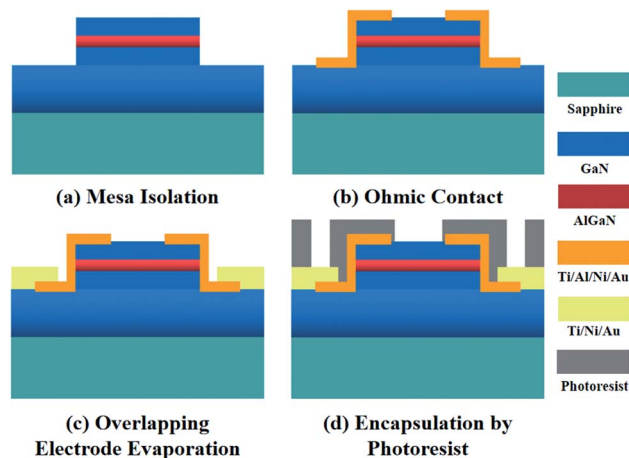 (a) Mesa Isolation
(b) Ohmic Contact
(c) Overlapping
Electrode Evaporation
(d) Encapsulation by
Photoresist
Sapphire
GaN
AlGaN
Ti/Al/Ni/Au
Ti/Ni/Au
Photoresist